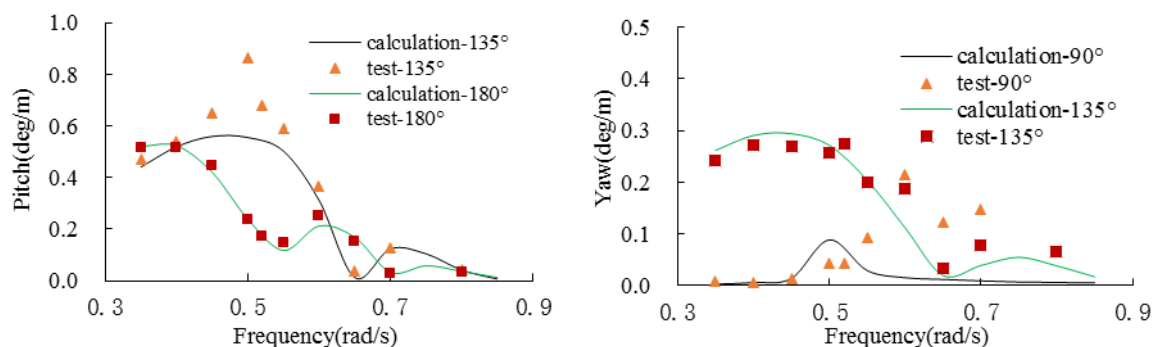 Pitch(deg/m)
1.0
0.8
0.6
0.4
0.2
0.0
0.3
0.5
0.7
0.9
Frequency(rad/s)
calculation-135°
test-135°
calculation-180°
test-180°
Yaw(deg/m)
0.5
0.4
0.3
0.2
0.1
0.0
0.3
0.5
0.7
0.9
Frequency(rad/s)
calculation-90°
test-90°
calculation-135°
test-135°